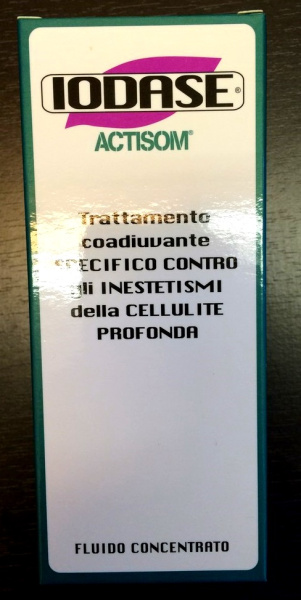 IODASE®
ACTISOM®
Trattamento
coadiuvante
SPECIFICO CONTRO
gli INESTETISMI
della CELLULITE
PROFONDA
FLUIDO CONCENTRATO